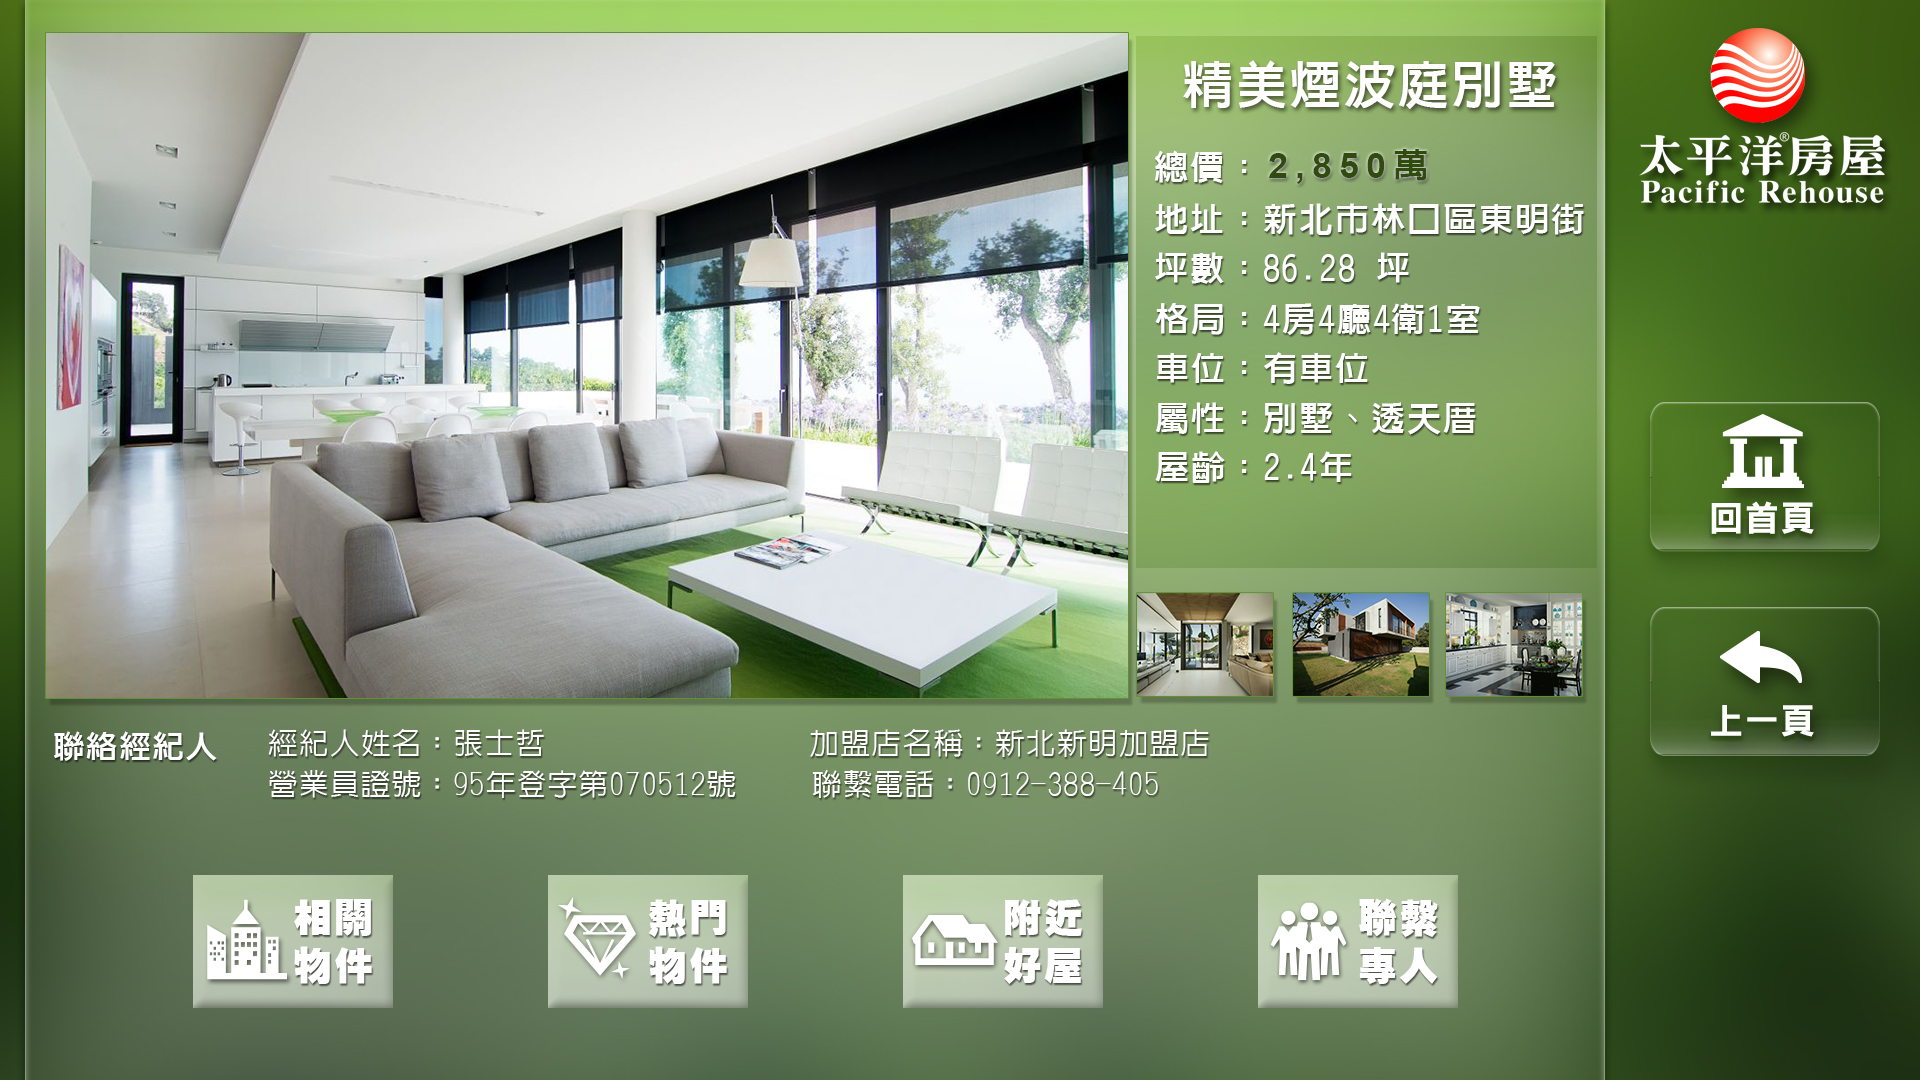 精美煙波庭別墅
總價：2,850萬
地址：新北市林口區東明街
坪數：86.28 坪
格局：4房4廳4衛1室
車位：有車位
屬性：別墅、透天厝
屋齡：2.4年
太平洋房屋®
Pacific Rehouse
回首頁
上一頁
聯絡經紀人
經紀人姓名：張士哲
加盟店名稱：新北新明加盟店
營業員證號：95年登字第070512號
聯繫電話：0912-388-405
相關
物件
熱門
物件
附近
好屋
聯繫
專人